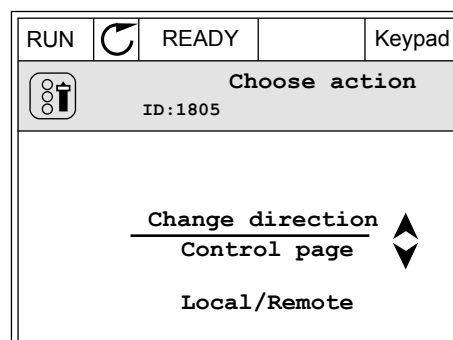 RUN READY Keypad
Choose action
ID:1805
Change direction
Control page
Local/Remote